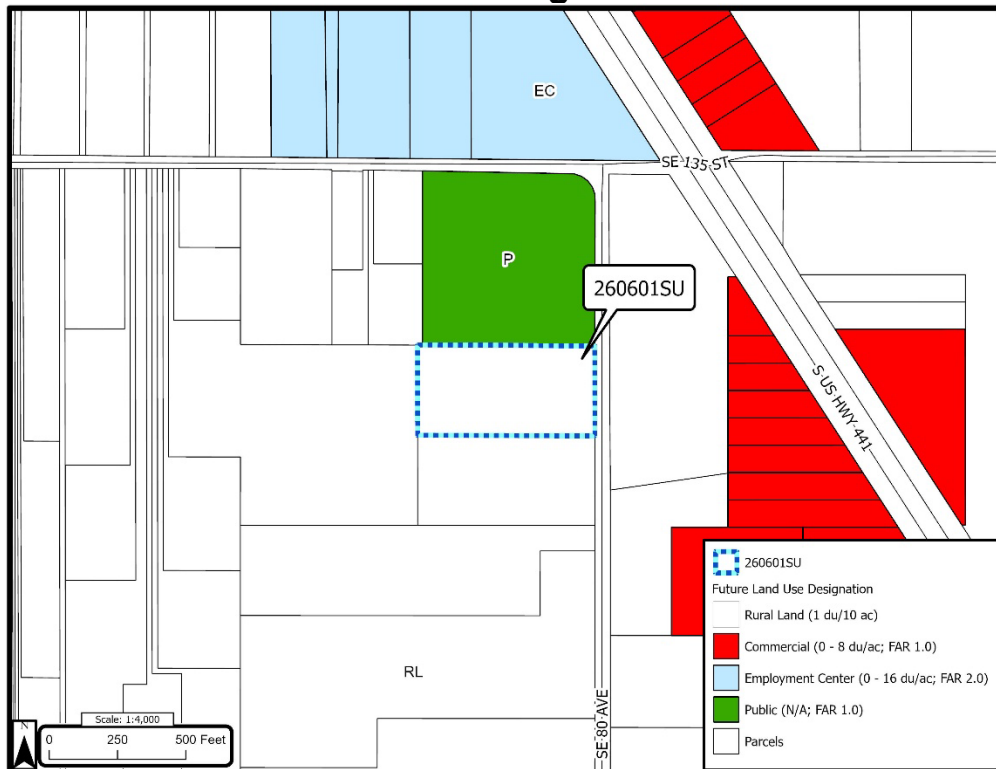 EC
SE 135 ST
P
260601SU
S US HWY 441
RL
SE 80 AVE
260601SU
Future Land Use Designation
Rural Land (1 du/10 ac)
Commercial (0 - 8 du/ac; FAR 1.0)
Employment Center (0 - 16 du/ac; FAR 2.0)
Public (N/A; FAR 1.0)
Parcels
N
Scale: 1:4,000
0 250 500 Feet